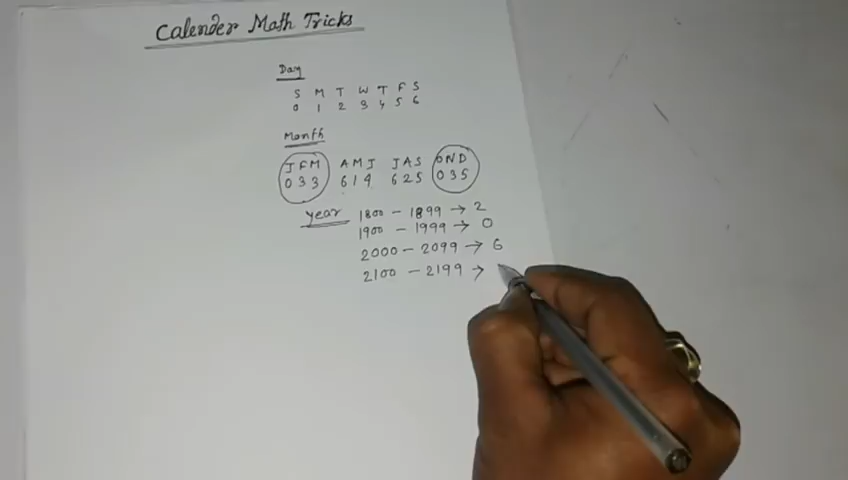 Calender Math Tricks
Day
S M T W T F S
0 1 2 3 4 5 6
Month
JFM AMJ JAS OND
033 614 625 035
year 1800 - 1899 → 2
1900 - 1999 → 0
2000 - 2099 → 6
2100 - 2199 →